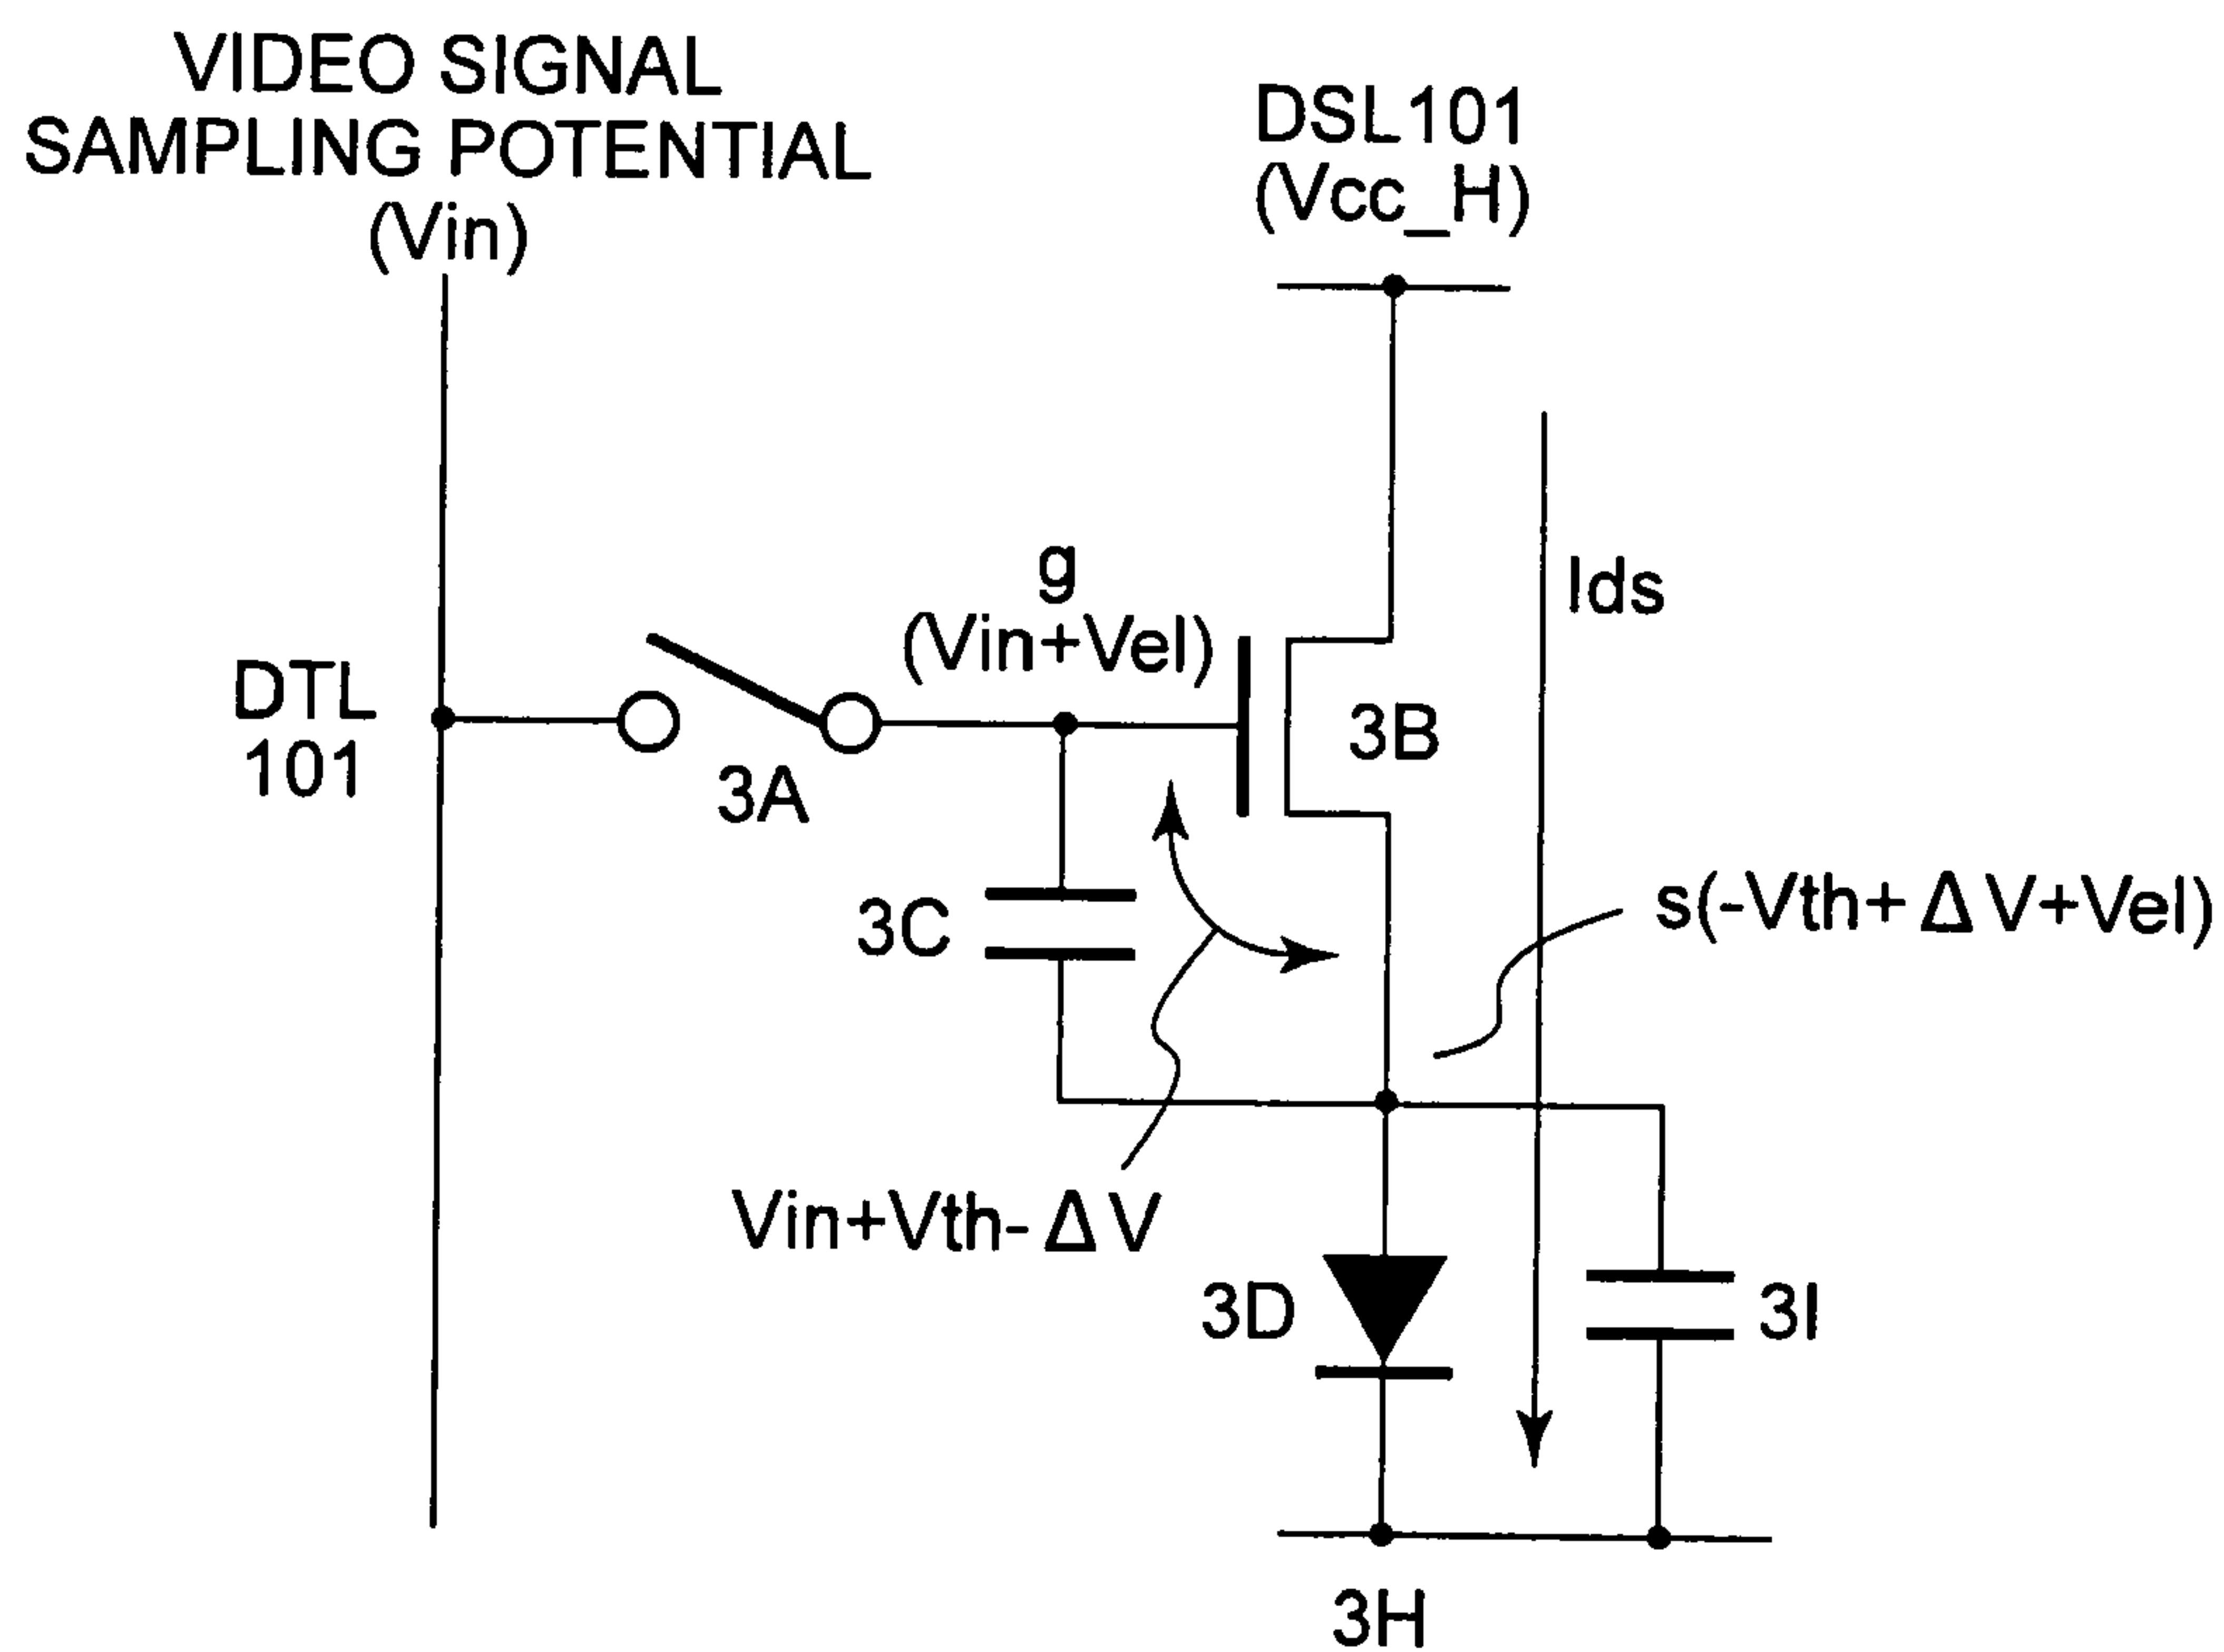 VIDEO SIGNAL
SAMPLING POTENTIAL
(Vin)
DSL101
(Vcc_H)
g
(Vin+Vel)
Ids
DTL
101
3A
3B
3C
s(-Vth+ΔV+Vel)
Vin+Vth-ΔV
3D
3I
3H